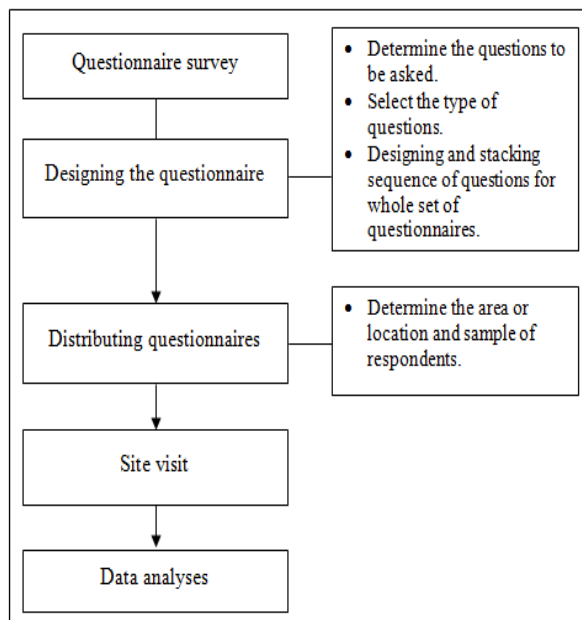 Questionnaire survey
Designing the questionnaire
• Determine the questions to
be asked.
• Select the type of
questions.
• Designing and stacking
sequence of questions for
whole set of
questionnaires.
Distributing questionnaires
• Determine the area or
location and sample of
respondents.
Site visit
Data analyses